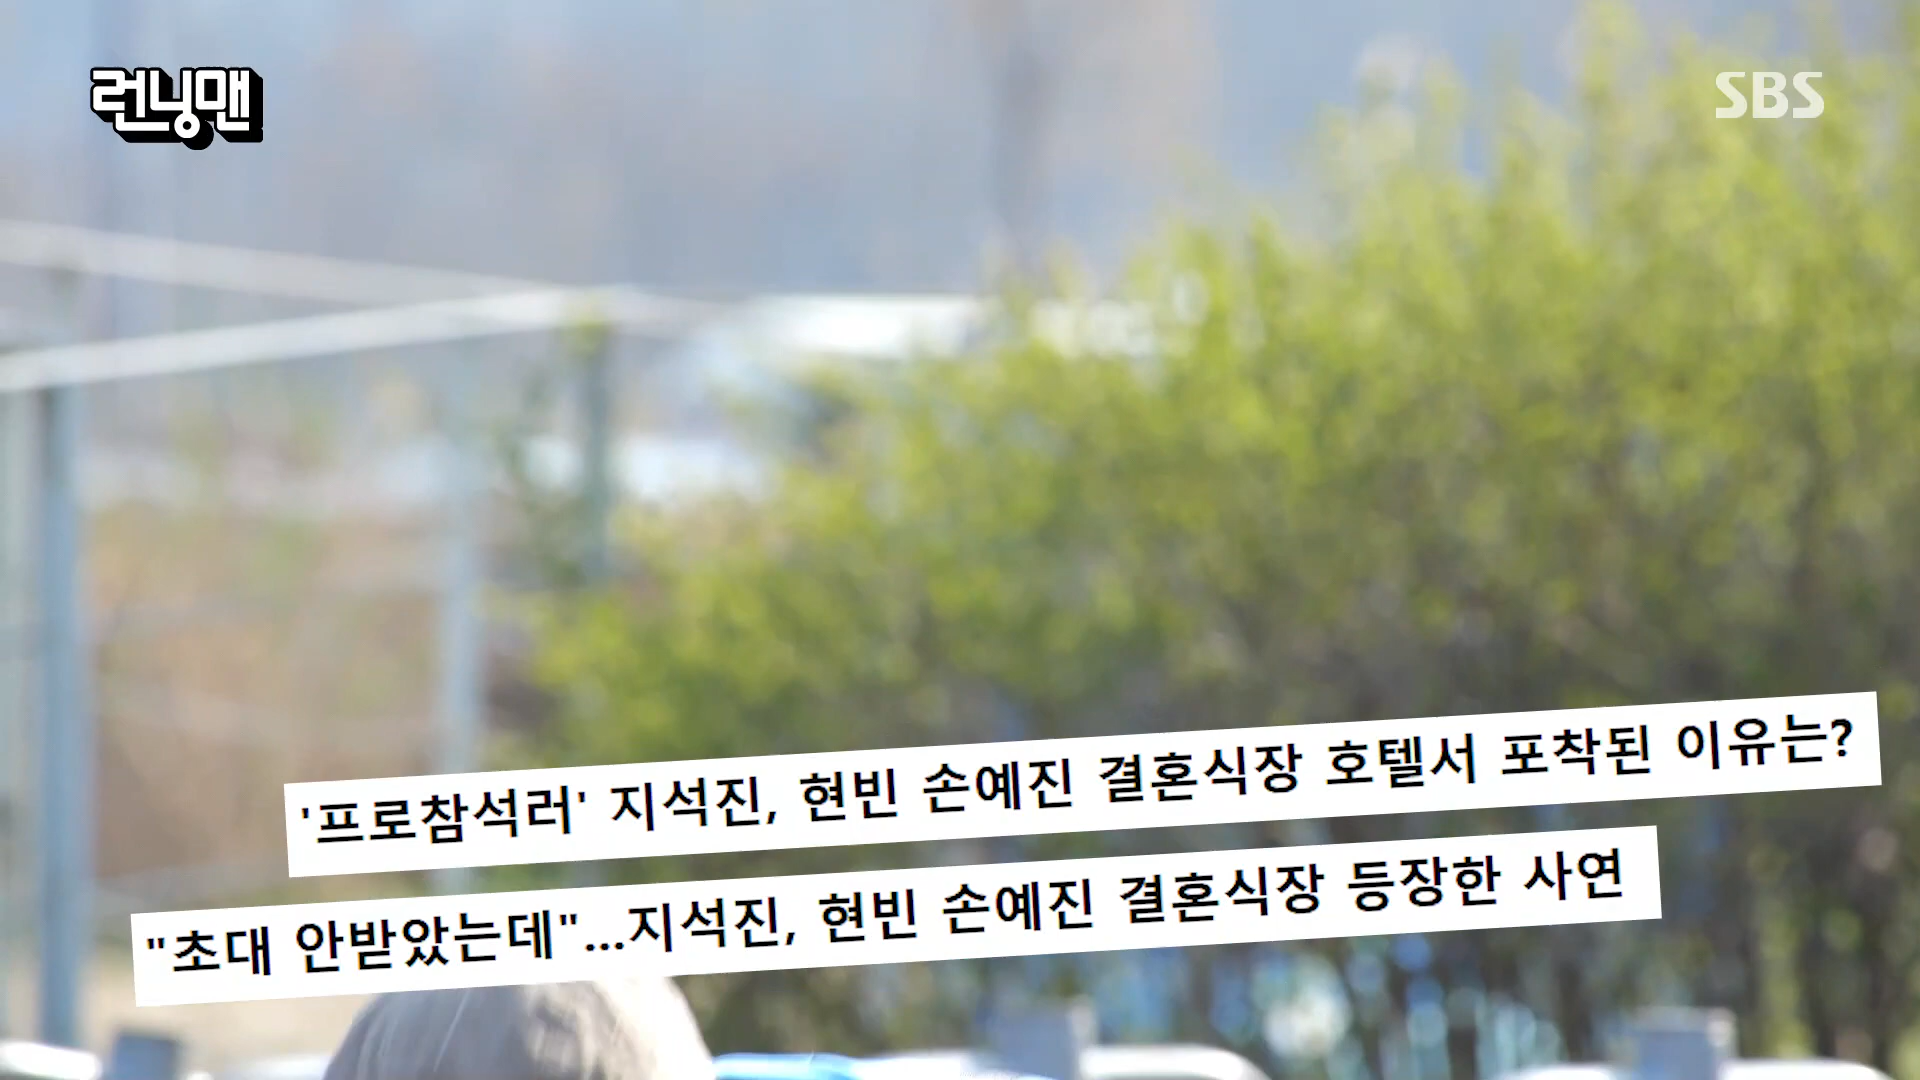 런닝맨
SBS
'프로참석러' 지석진, 현빈 손예진 결혼식장 호텔서 포착된 이유는?
"초대 안받았는데"...지석진, 현빈 손예진 결혼식장 등장한 사연